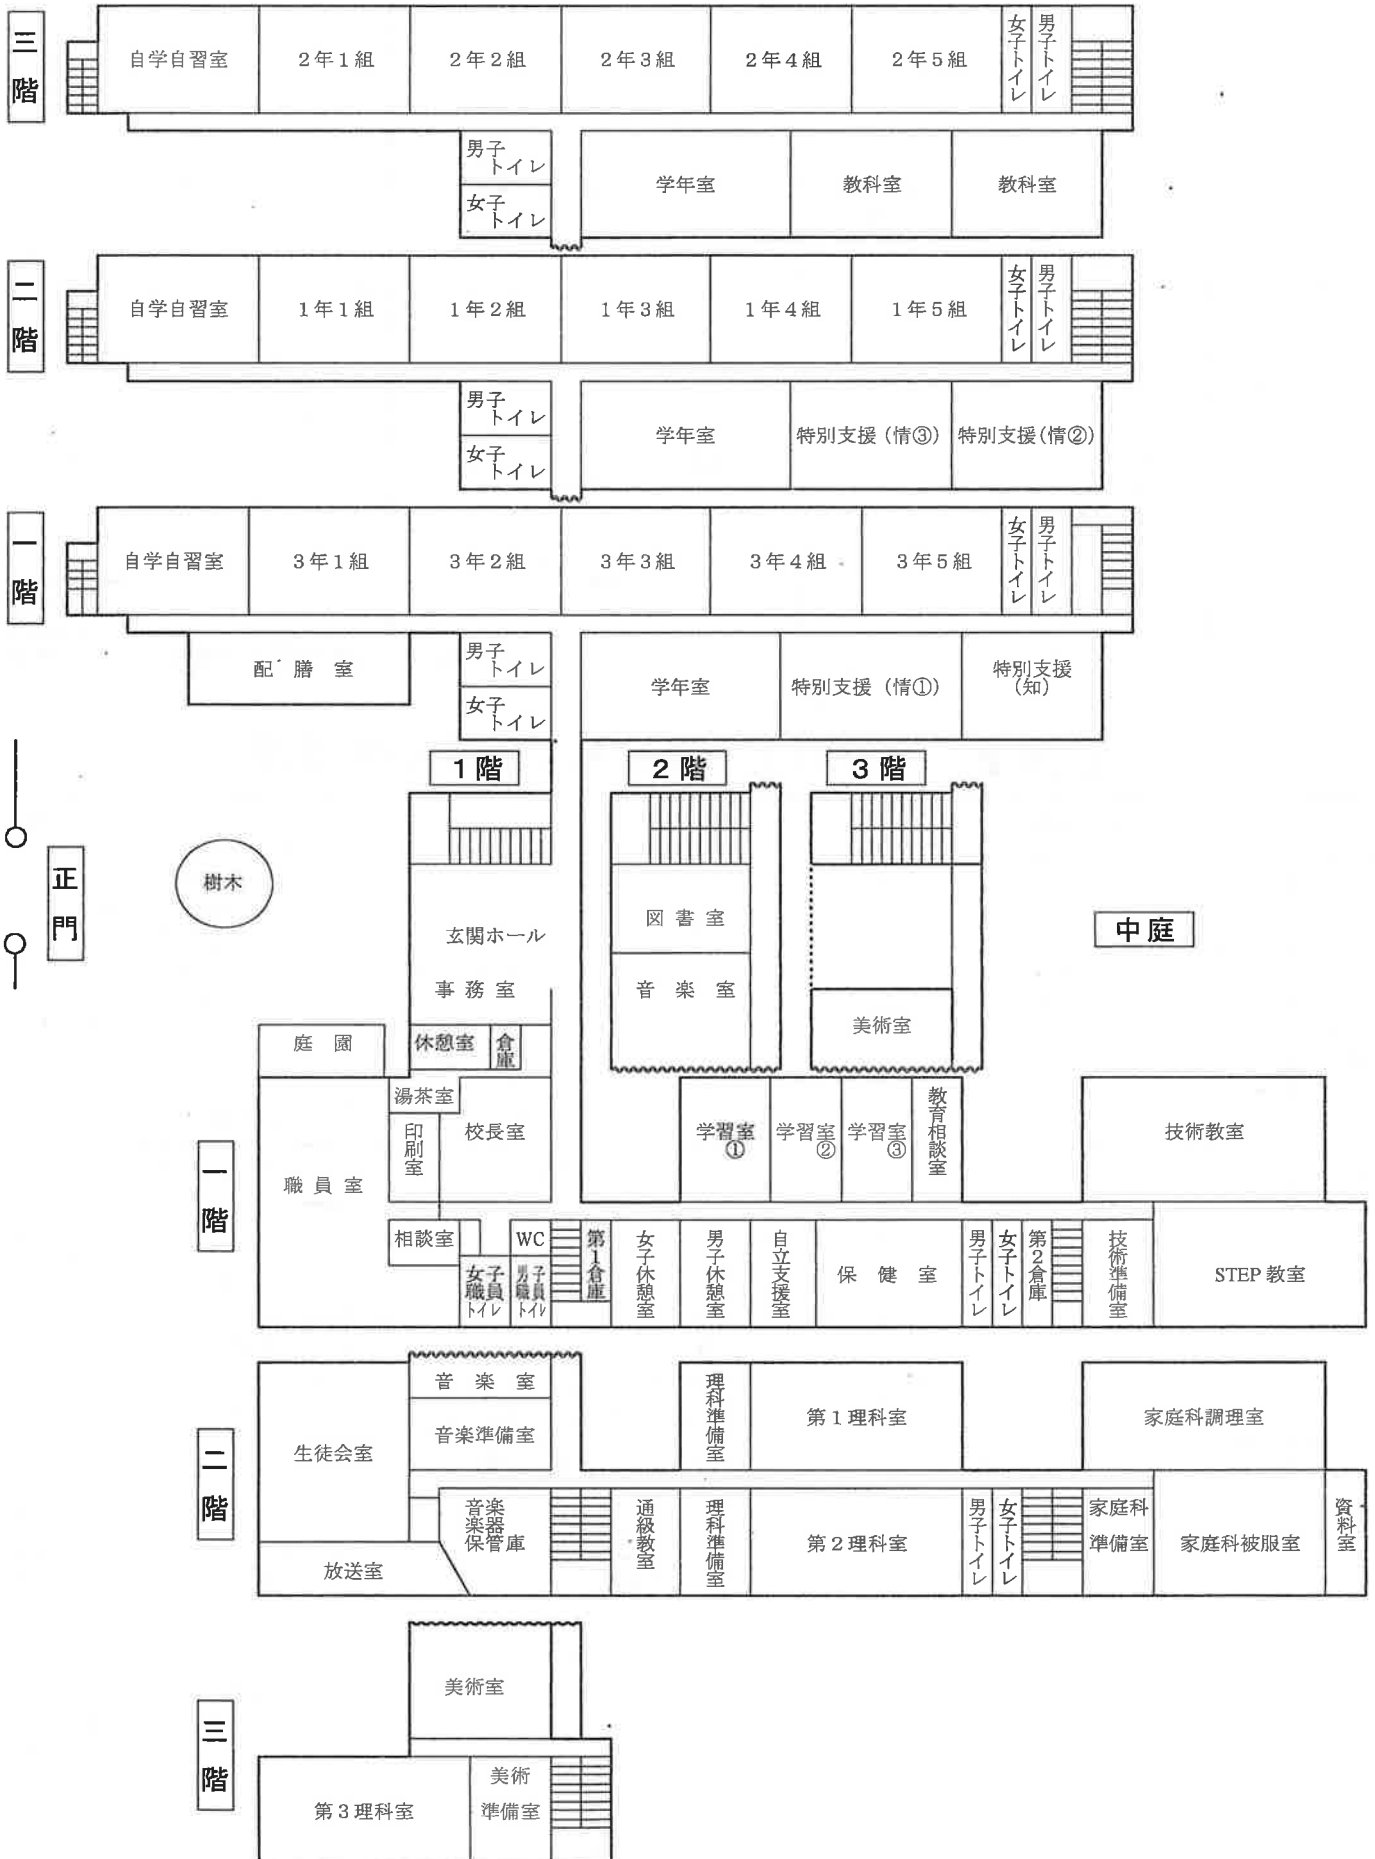 三階
自学自習室
2年1組
2年2組
2年3組
2年4組
2年5組
女子トイレ
男子トイレ
男子
トイレ
女子
トイレ
学年室
教科室
教科室
二階
自学自習室
1年1組
1年2組
1年3組
1年4組
1年5組
女子トイレ
男子トイレ
男子
トイレ
女子
トイレ
学年室
特別支援(情③)
特別支援(情②)
一階
自学自習室
3年1組
3年2組
3年3組
3年4組
3年5組
女子トイレ
男子トイレ
配膳室
男子
トイレ
女子
トイレ
学年室
特別支援(情①)
特別支援
(知)
1階
2階
3階
正門
樹木
玄関ホール
事務室
図書室
音楽室
美術室
中庭
庭園
休憩室
倉庫
一階
職員室
湯茶室
印刷室
校長室
学習室
①
学習室
②
学習室
③
教育相談室
技術教室
相談室
女子
職員
トイレ
WC
男子
職員
トイレ
第1倉庫
女子休憩室
男子休憩室
自立支援室
保健室
男子トイレ
女子トイレ
第2倉庫
技術準備室
STEP教室
二階
生徒会室
音楽室
音楽準備室
理科準備室
第1理科室
家庭科調理室
放送室
音楽
楽器
保管庫
通級教室
理科準備室
第2理科室
男子トイレ
女子トイレ
家庭科
準備室
家庭科被服室
資料室
三階
美術室
第3理科室
美術
準備室